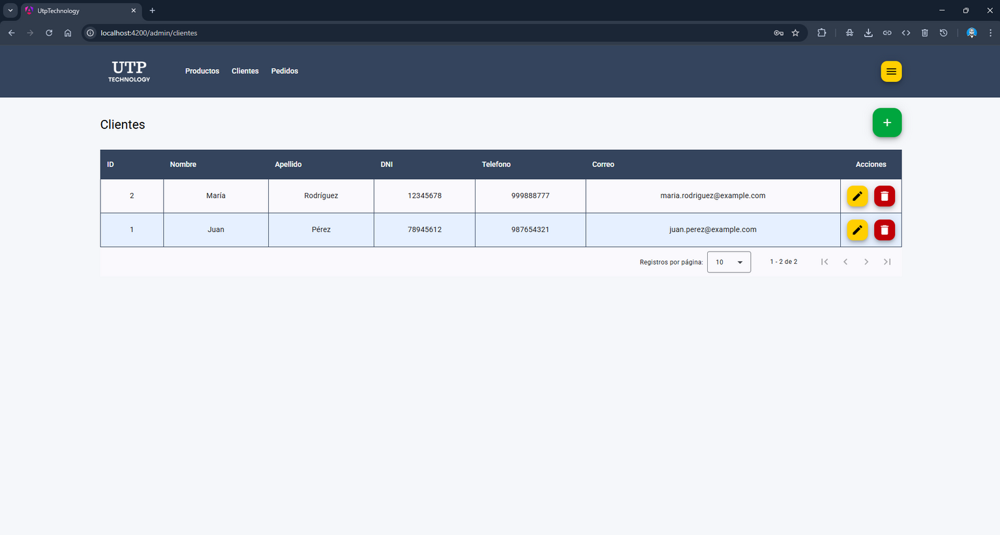 UtpTechnology
localhost:4200/admin/clientes
UTP
TECHNOLOGY
Productos Clientes Pedidos
Clientes
ID Nombre Apellido DNI Telefono Correo Acciones
2 María Rodríguez 12345678 999888777 maria.rodriguez@example.com
1 Juan Pérez 78945612 987654321 juan.perez@example.com
Registros por página: 10 1 - 2 de 2